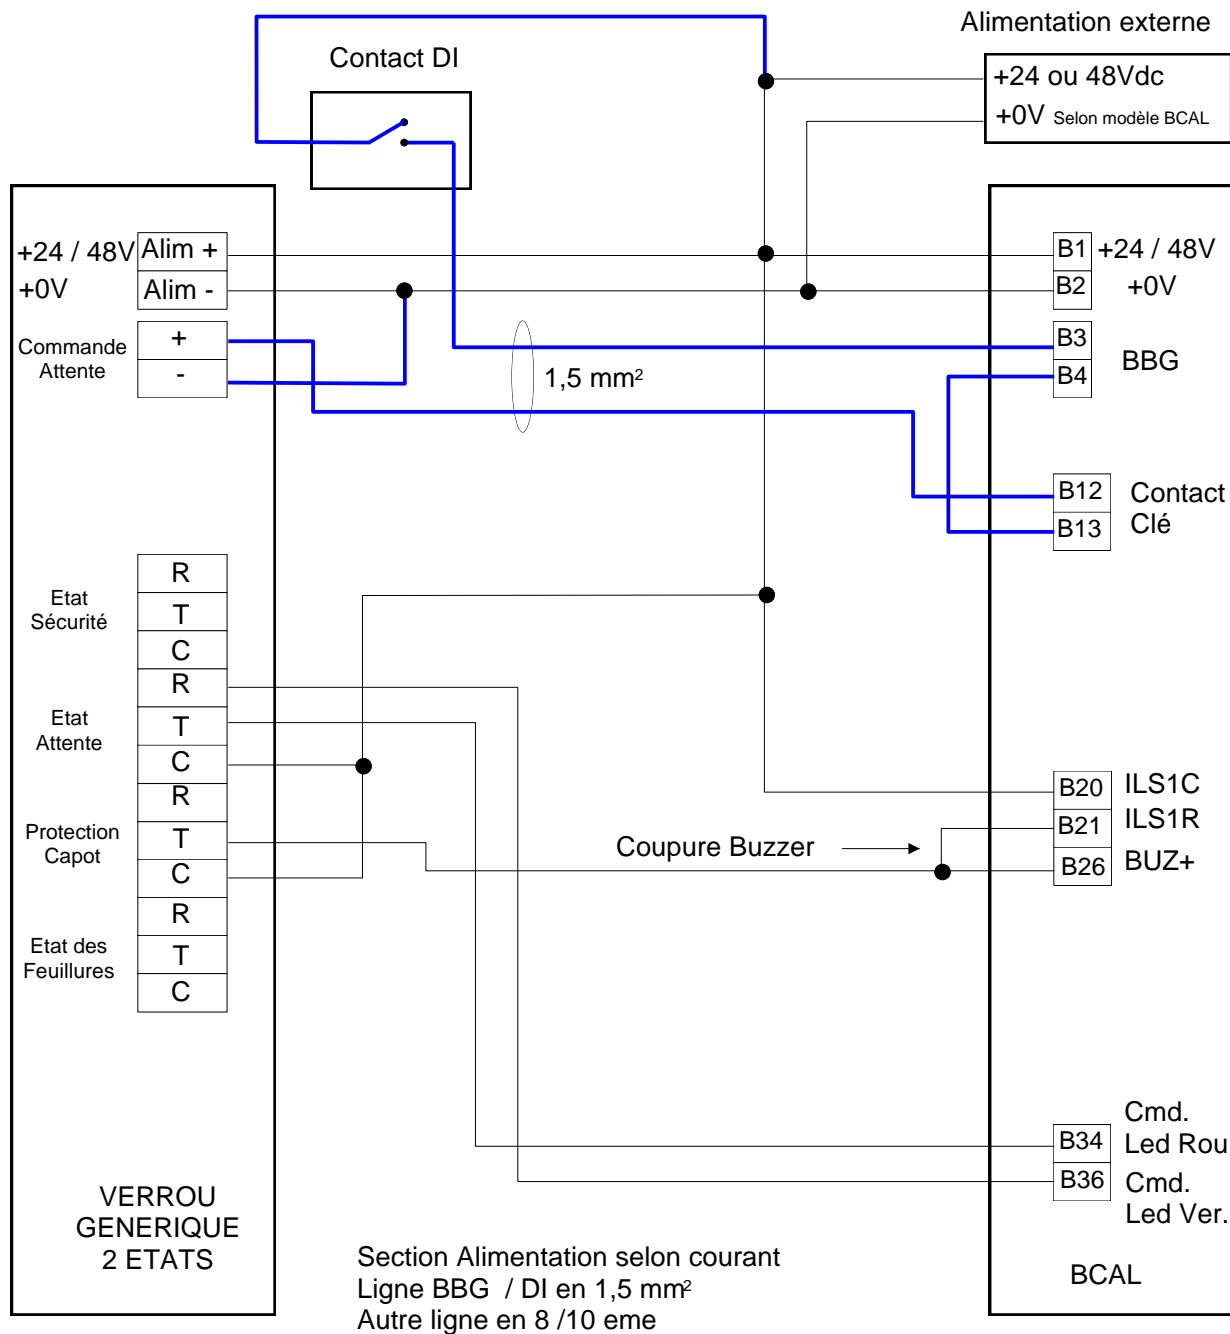 Alimentation externe
Contact DI
+24 ou 48Vdc
+0V Selon modèle BCAL
+24 / 48V
Alim +
+0V
Alim -
Commande
Attente
+
-
B1
+24 / 48V
B2
+0V
B3
B4
BBG
1,5 mm²
B12
B13
Contact
Clé
Etat
Sécurité
R
T
C
Etat
Attente
R
T
C
Protection
Capot
R
T
C
Etat des
Feuillures
R
T
C
Coupure Buzzer
B20
ILS1C
B21
ILS1R
B26
BUZ+
B34
Cmd.
Led Rou
B36
Cmd.
Led Ver.
VERROU
GENERIQUE
2 ETATS
BCAL
Section Alimentation selon courant
Ligne BBG / DI en 1,5 mm²
Autre ligne en 8 /10 eme